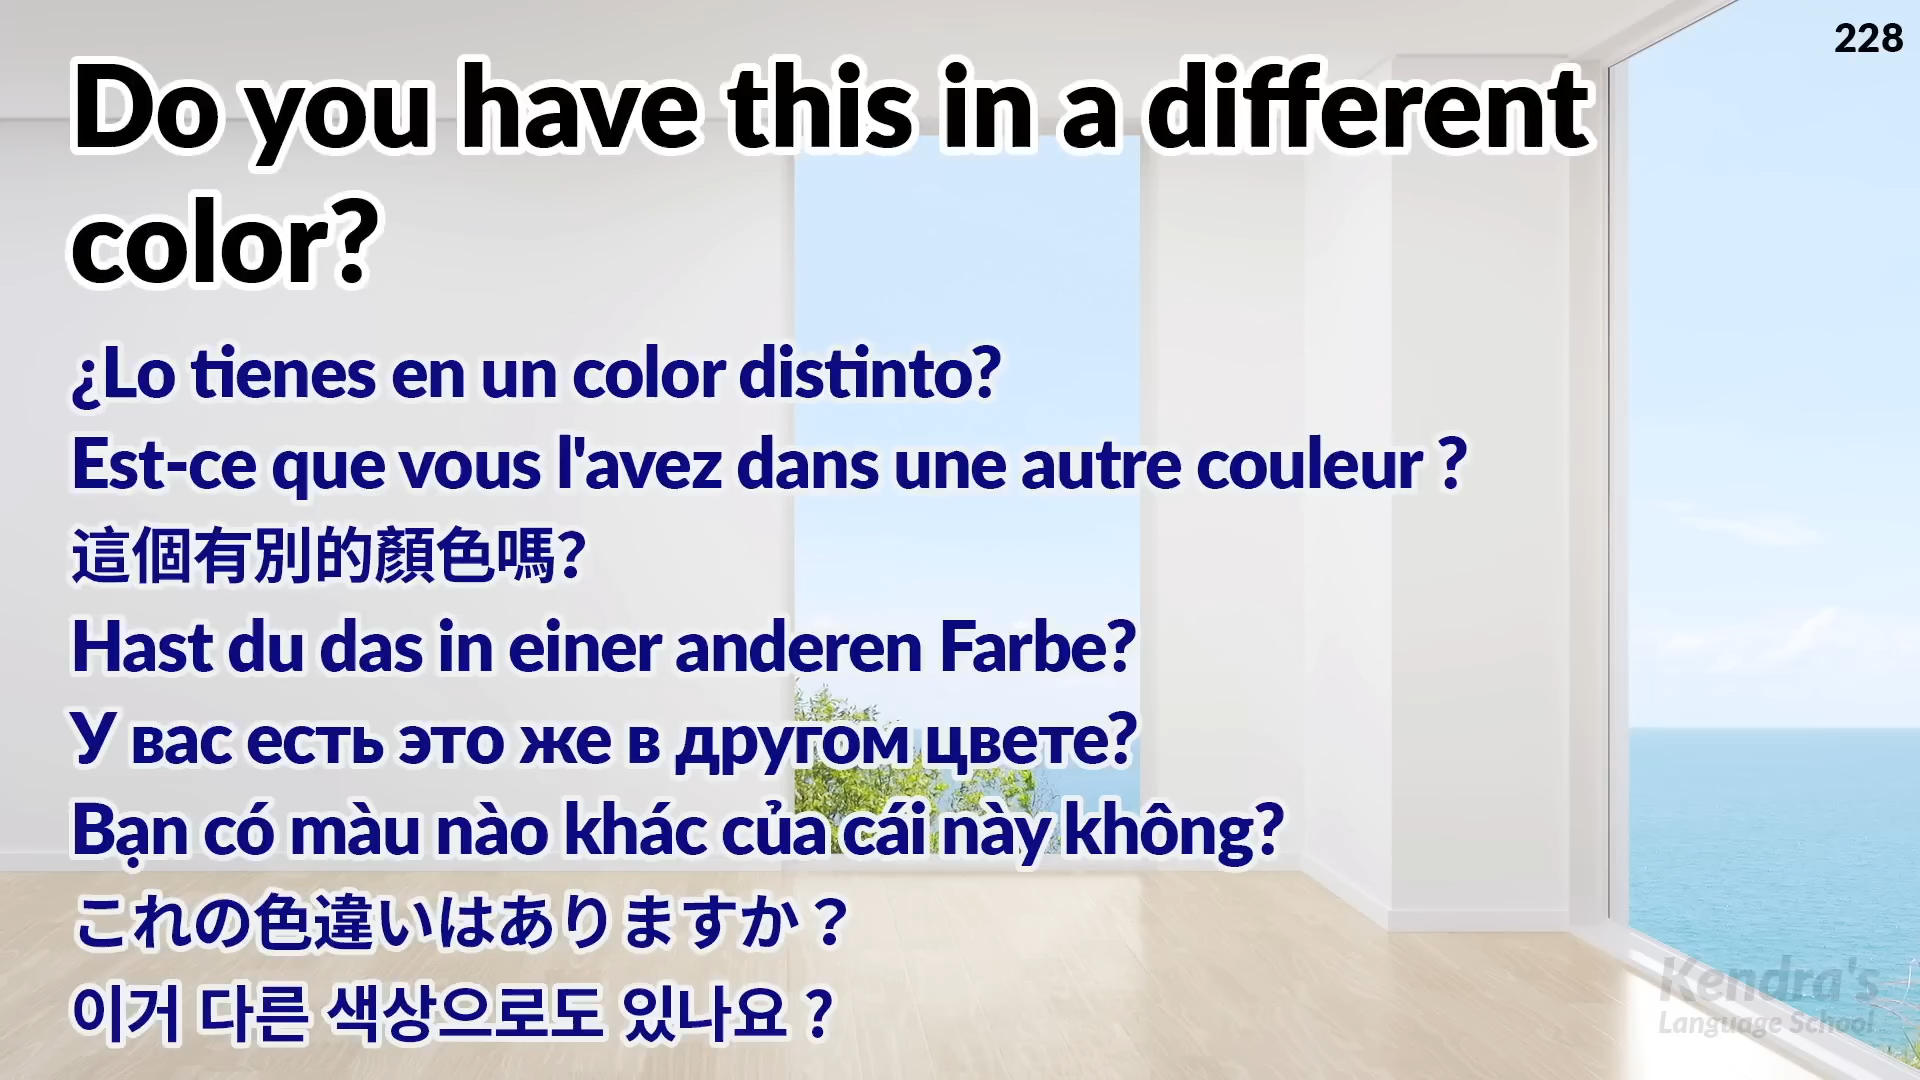 228
Do you have this in a different
color?
¿Lo tienes en un color distinto?
Est-ce que vous l'avez dans une autre couleur ?
這個有別的顏色嗎?
Hast du das in einer anderen Farbe?
У вас есть это же в другом цвете?
Bạn có màu nào khác của cái này không?
これの色違いはありますか？
이거 다른 색상으로도 있나요 ?
Kendra's
Language School